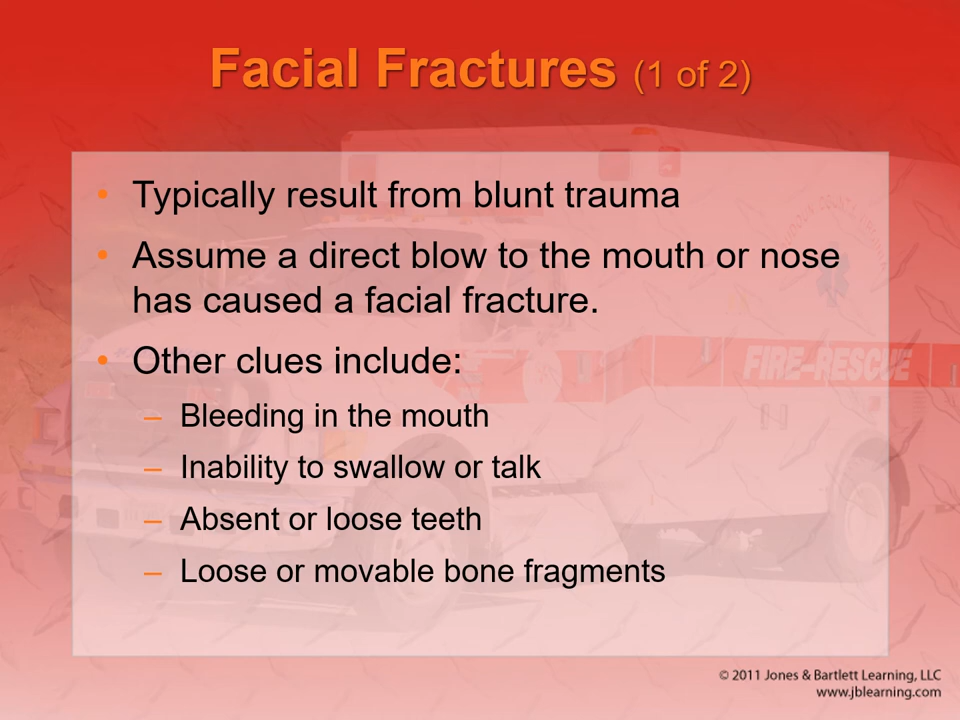 Facial Fractures (1 of 2)
• Typically result from blunt trauma
• Assume a direct blow to the mouth or nose
has caused a facial fracture.
• Other clues include:
– Bleeding in the mouth
– Inability to swallow or talk
– Absent or loose teeth
– Loose or movable bone fragments
FIRE-RESCUE
© 2011 Jones & Bartlett Learning, LLC
www.jblearning.com